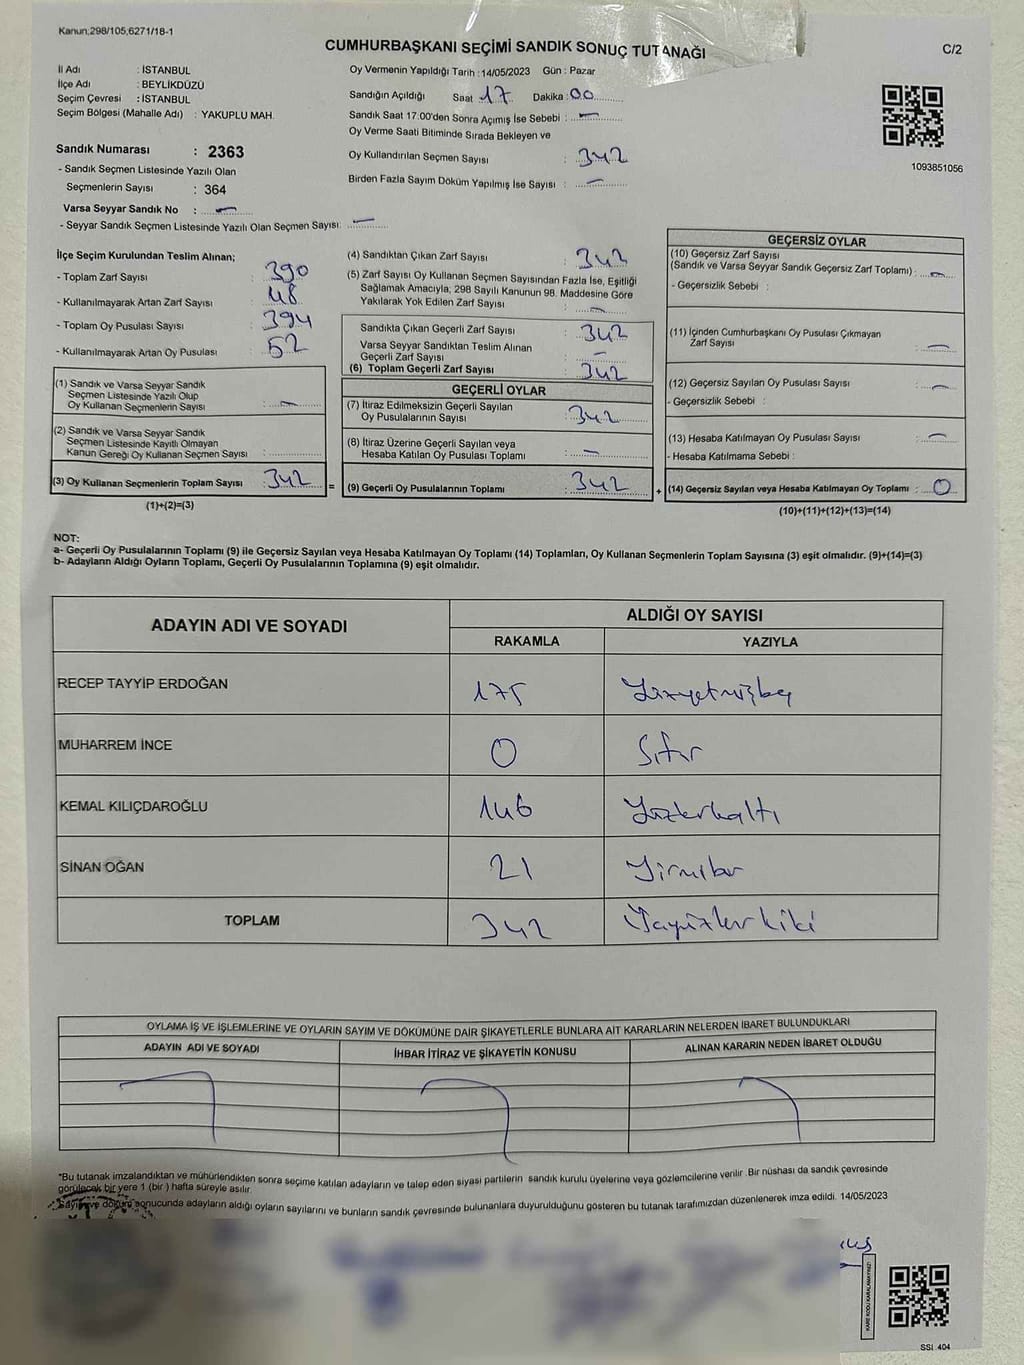 Kanun;298/105,6271/18-1
CUMHURBAŞKANI SEÇİMİ SANDIK SONUÇ TUTANAĞI
C/2
İl Adı : İSTANBUL
İlçe Adı : BEYLİKDÜZÜ
Seçim Çevresi : İSTANBUL
Seçim Bölgesi (Mahalle Adı) : YAKUPLU MAH.
Sandık Numarası : 2363
- Sandık Seçmen Listesinde Yazılı Olan
Seçmenlerin Sayısı : 364
Varsa Seyyar Sandık No : —
- Seyyar Sandık Seçmen Listesinde Yazılı Olan Seçmen Sayısı: —
Oy Vermenin Yapıldığı Tarih : 14/05/2023 Gün : Pazar
Sandığın Açıldığı Saat 17 Dakika : 00
Sandık Saat 17:00'den Sonra Açımış İse Sebebi : —
Oy Verme Saati Bitiminde Sırada Bekleyen ve
Oy Kullandırılan Seçmen Sayısı : 342
Birden Fazla Sayım Döküm Yapılmış İse Sayısı : —
1093851056
İlçe Seçim Kurulundan Teslim Alınan;
- Toplam Zarf Sayısı : 390
- Kullanılmayarak Artan Zarf Sayısı : 48
- Toplam Oy Pusulası Sayısı : 394
- Kullanılmayarak Artan Oy Pusulası : 52
(1) Sandık ve Varsa Seyyar Sandık
Seçmen Listesinde Yazılı Olup
Oy Kullanan Seçmenlerin Sayısı : —
(2) Sandık ve Varsa Seyyar Sandık
Seçmen Listesinde Kayıtlı Olmayan
Kanun Gereği Oy Kullanan Seçmen Sayısı :
(3) Oy Kullanan Seçmenlerin Toplam Sayısı : 342 =
(1)+(2)=(3)
(4) Sandıktan Çıkan Zarf Sayısı : 342
(5) Zarf Sayısı Oy Kullanan Seçmen Sayısından Fazla İse, Eşitliği
Sağlamak Amacıyla, 298 Sayılı Kanunun 98. Maddesine Göre
Yakılarak Yok Edilen Zarf Sayısı : —
Sandıkta Çıkan Geçerli Zarf Sayısı : 342
Varsa Seyyar Sandıktan Teslim Alınan
Geçerli Zarf Sayısı : —
(6) Toplam Geçerli Zarf Sayısı : 342
GEÇERLİ OYLAR
(7) İtiraz Edilmeksizin Geçerli Sayılan
Oy Pusulalarının Sayısı : 342
(8) İtiraz Üzerine Geçerli Sayılan veya
Hesaba Katılan Oy Pusulası Toplamı : —
(9) Geçerli Oy Pusulalarının Toplamı : 342 +
GEÇERSİZ OYLAR
(10) Geçersiz Zarf Sayısı
(Sandık ve Varsa Seyyar Sandık Geçersiz Zarf Toplamı) : —
- Geçersizlik Sebebi :
(11) İçinden Cumhurbaşkanı Oy Pusulası Çıkmayan
Zarf Sayısı : —
(12) Geçersiz Sayılan Oy Pusulası Sayısı : —
- Geçersizlik Sebebi :
(13) Hesaba Katılmayan Oy Pusulası Sayısı : —
- Hesaba Katılmama Sebebi :
(14) Geçersiz Sayılan veya Hesaba Katılmayan Oy Toplamı : 0
(10)+(11)+(12)+(13)=(14)
NOT:
a- Geçerli Oy Pusulalarının Toplamı (9) ile Geçersiz Sayılan veya Hesaba Katılmayan Oy Toplamı (14) Toplamları, Oy Kullanan Seçmenlerin Toplam Sayısına (3) eşit olmalıdır. (9)+(14)=(3)
b- Adayların Aldığı Oyların Toplamı, Geçerli Oy Pusulalarının Toplamına (9) eşit olmalıdır.
ADAYIN ADI VE SOYADI
ALDIĞI OY SAYISI
RAKAMLA YAZIYLA
RECEP TAYYİP ERDOĞAN 175 Yüzyetmişbeş
MUHARREM İNCE 0 Sıfır
KEMAL KILIÇDAROĞLU 146 Yüzkırkaltı
SİNAN OĞAN 21 Yirmibir
TOPLAM 342 Üçyüzkırkiki
OYLAMA İŞ VE İŞLEMLERİNE VE OYLARIN SAYIM VE DÖKÜMÜNE DAİR ŞİKAYETLERLE BUNLARA AİT KARARLARIN NELERDEN İBARET BULUNDUKLARI
ADAYIN ADI VE SOYADI İHBAR İTİRAZ VE ŞİKAYETİN KONUSU ALINAN KARARIN NEDEN İBARET OLDUĞU
*Bu tutanak imzalandıktan ve mühürlendikten sonra seçime katılan adayların ve talep eden siyasi partilerin sandık kurulu üyelerine veya gözlemcilerine verilir. Bir nüshası da sandık çevresinde
görülecek bir yere 1 (bir ) hafta süreyle asılır.
Sayım ve döküm sonucunda adayların aldığı oyların sayılarını ve bunların sandık çevresinde bulunanlara duyurulduğunu gösteren bu tutanak tarafımızdan düzenlenerek imza edildi. 14/05/2023
KARE KODU KARALAMAYINIZ!
SSI 404